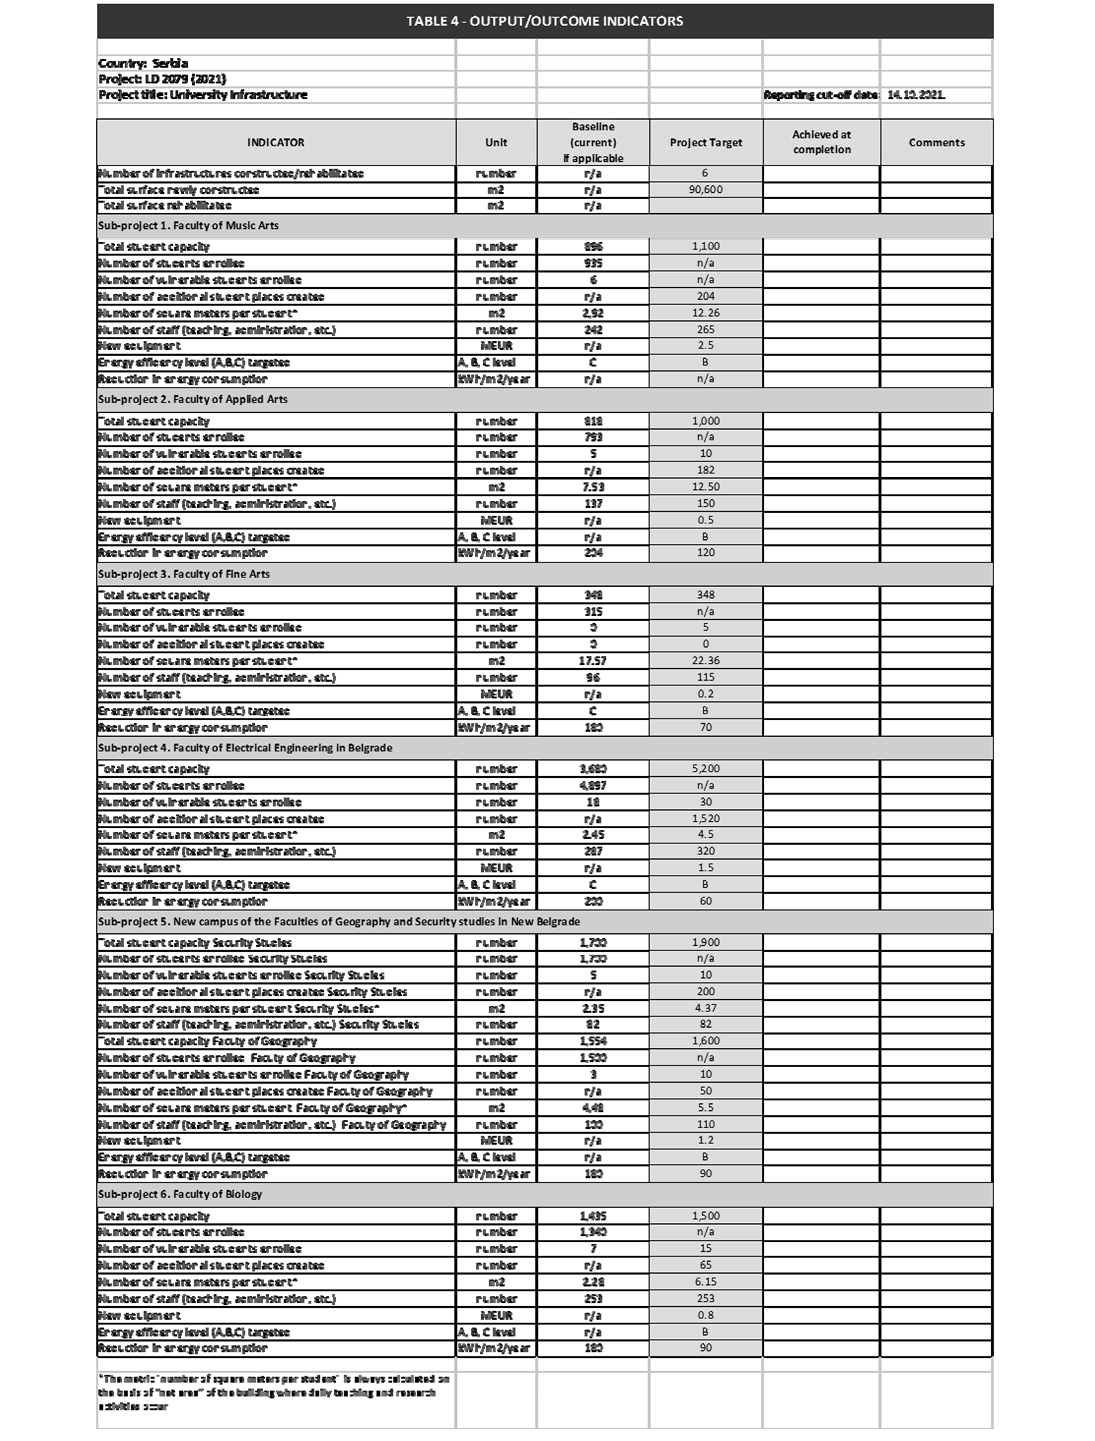 TABLE 4 - OUTPUT/OUTCOME INDICATORS
Country: Serbia
Project: LD 2079 (2021)
Project title: University Infrastructure Reporting cut-off date: 14.10.2021.
INDICATOR Unit Baseline (current) if applicable Project Target Achieved at completion Comments
Number of infrastructures constructed/rehabilitated number n/a 6
Total surface newly constructed m2 n/a 90,600
Total surface rehabilitated m2 n/a
Sub-project 1. Faculty of Music Arts
Total student capacity number 896 1,100
Number of students enrolled number 935 n/a
Number of vulnerable students enrolled number 6 n/a
Number of additional student places created number n/a 204
Number of square meters per student* m2 2,92 12.26
Number of staff (teaching, administration, etc.) number 242 265
New equipment MEUR n/a 2.5
Energy efficiency level (A,B,C) targeted A, B, C level C B
Reduction in energy consumption kWh/m2/year n/a n/a
Sub-project 2. Faculty of Applied Arts
Total student capacity number 818 1,000
Number of students enrolled number 793 n/a
Number of vulnerable students enrolled number 5 10
Number of additional student places created number n/a 182
Number of square meters per student* m2 7.53 12.50
Number of staff (teaching, administration, etc.) number 137 150
New equipment MEUR n/a 0.5
Energy efficiency level (A,B,C) targeted A, B, C level n/a B
Reduction in energy consumption kWh/m2/year 204 120
Sub-project 3. Faculty of Fine Arts
Total student capacity number 348 348
Number of students enrolled number 315 n/a
Number of vulnerable students enrolled number 0 5
Number of additional student places created number 0 0
Number of square meters per student* m2 17.57 22.36
Number of staff (teaching, administration, etc.) number 96 115
New equipment MEUR n/a 0.2
Energy efficiency level (A,B,C) targeted A, B, C level C B
Reduction in energy consumption kWh/m2/year 180 70
Sub-project 4. Faculty of Electrical Engineering in Belgrade
Total student capacity number 3,680 5,200
Number of students enrolled number 4,897 n/a
Number of vulnerable students enrolled number 18 30
Number of additional student places created number n/a 1,520
Number of square meters per student* m2 2.45 4.5
Number of staff (teaching, administration, etc.) number 287 320
New equipment MEUR n/a 1.5
Energy efficiency level (A,B,C) targeted A, B, C level C B
Reduction in energy consumption kWh/m2/year 200 60
Sub-project 5. New campus of the Faculties of Geography and Security studies in New Belgrade
Total student capacity Security Studies number 1,700 1,900
Number of students enrolled Security Studies number 1,700 n/a
Number of vulnerable students enrolled Security Studies number 5 10
Number of additional student places created Security Studies number n/a 200
Number of square meters per student Security Studies* m2 2.35 4.37
Number of staff (teaching, administration, etc.) Security Studies number 82 82
Total student capacity Faculty of Geography number 1,554 1,600
Number of students enrolled Faculty of Geography number 1,500 n/a
Number of vulnerable students enrolled Faculty of Geography number 3 10
Number of additional student places created Faculty of Geography number n/a 50
Number of square meters per student Faculty of Geography* m2 4,48 5.5
Number of staff (teaching, administration, etc.) Faculty of Geography number 100 110
New equipment MEUR n/a 1.2
Energy efficiency level (A,B,C) targeted A, B, C level n/a B
Reduction in energy consumption kWh/m2/year 180 90
Sub-project 6. Faculty of Biology
Total student capacity number 1,435 1,500
Number of students enrolled number 1,340 n/a
Number of vulnerable students enrolled number 7 15
Number of additional student places created number n/a 65
Number of square meters per student* m2 2.28 6.15
Number of staff (teaching, administration, etc.) number 253 253
New equipment MEUR n/a 0.8
Energy efficiency level (A,B,C) targeted A, B, C level n/a B
Reduction in energy consumption kWh/m2/year 180 90
*The metric "number of square meters per student" is always calculated on
the basis of "net area" of the building where daily teaching and research
activities occur